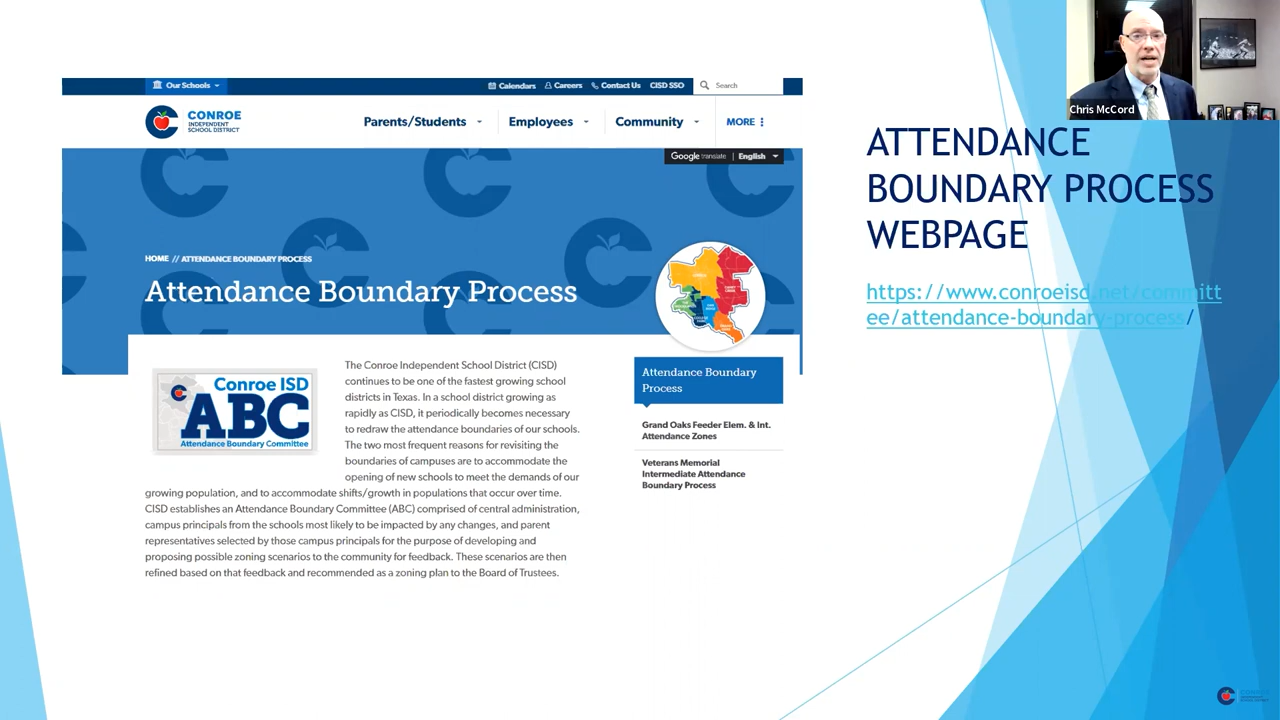 Our Schools
Calendars Careers Contact Us CISD SSO Search
CONROE
INDEPENDENT
SCHOOL DISTRICT
Parents/Students Employees Community MORE
Google translate | English
HOME // ATTENDANCE BOUNDARY PROCESS
Attendance Boundary Process
Conroe ISD
ABC
Attendance Boundary Committee
The Conroe Independent School District (CISD)
continues to be one of the fastest growing school
districts in Texas. In a school district growing as
rapidly as CISD, it periodically becomes necessary
to redraw the attendance boundaries of our schools.
The two most frequent reasons for revisiting the
boundaries of campuses are to accommodate the
opening of new schools to meet the demands of our
growing population, and to accommodate shifts/growth in populations that occur over time.
CISD establishes an Attendance Boundary Committee (ABC) comprised of central administration,
campus principals from the schools most likely to be impacted by any changes, and parent
representatives selected by those campus principals for the purpose of developing and
proposing possible zoning scenarios to the community for feedback. These scenarios are then
refined based on that feedback and recommended as a zoning plan to the Board of Trustees.
Attendance Boundary
Process
Grand Oaks Feeder Elem. & Int.
Attendance Zones
Veterans Memorial
Intermediate Attendance
Boundary Process
Chris McCord
ATTENDANCE
BOUNDARY PROCESS
WEBPAGE
https://www.conroeisd.net/committ
ee/attendance-boundary-process/
CONROE
INDEPENDENT
SCHOOL DISTRICT